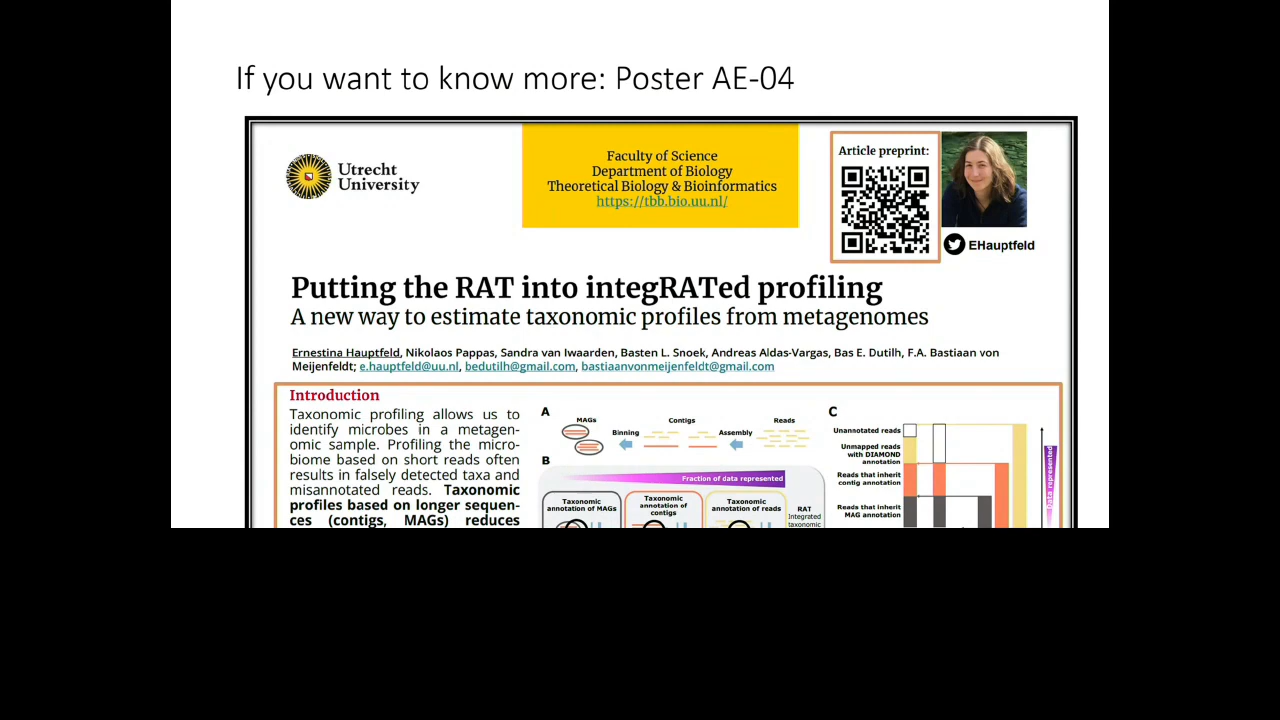 If you want to know more: Poster AE-04
Utrecht
University
Faculty of Science
Department of Biology
Theoretical Biology & Bioinformatics
https://tbb.bio.uu.nl/
Article preprint:
EHauptfeld
Putting the RAT into integRATed profiling
A new way to estimate taxonomic profiles from metagenomes
Ernestina Hauptfeld, Nikolaos Pappas, Sandra van Iwaarden, Basten L. Snoek, Andreas Aldas-Vargas, Bas E. Dutilh, F.A. Bastiaan von
Meijenfeldt; e.hauptfeld@uu.nl, bedutilh@gmail.com, bastiaanvonmeijenfeldt@gmail.com
Introduction
Taxonomic profiling allows us to
identify microbes in a metagen-
omic sample. Profiling the micro-
biome based on short reads often
results in falsely detected taxa and
misannotated reads. Taxonomic
profiles based on longer sequen-
ces (contigs, MAGs) reduces
A
MAGs
Contigs
Reads
Binning
Assembly
B
Fraction of data represented
Taxonomic
annotation of MAGs
Taxonomic
annotation of
contigs
Taxonomic
annotation of reads
RAT
Integrated
taxonomic
C
Unannotated reads
Unmapped reads
with DIAMOND
annotation
Reads that inherit
contig annotation
Reads that inherit
MAG annotation
Data represented